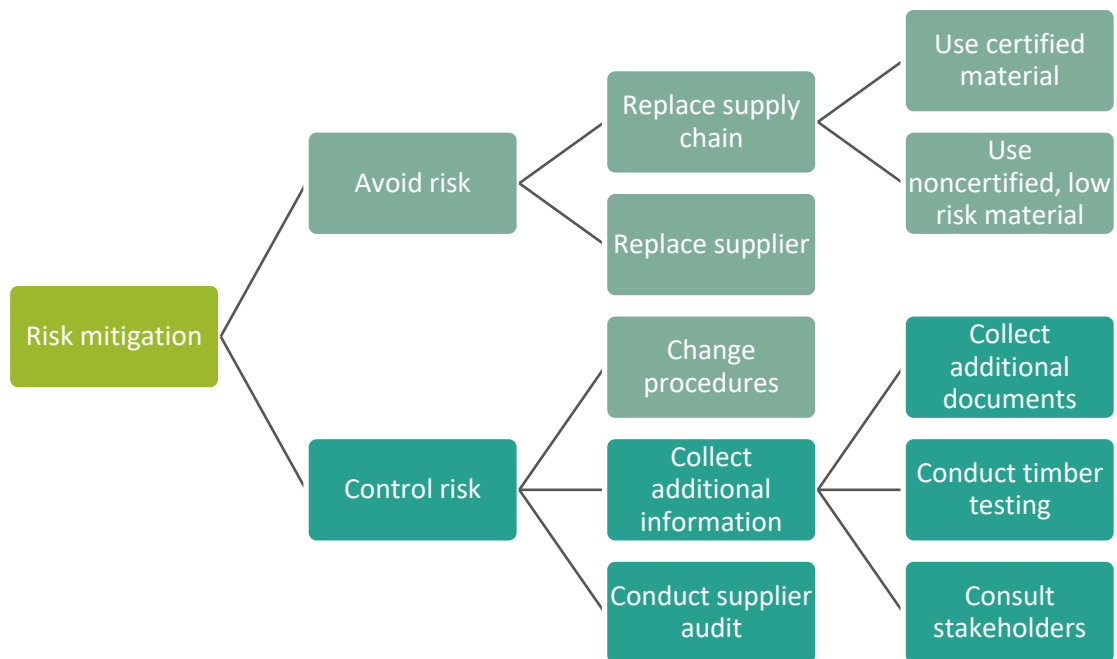 Risk mitigation
Avoid risk
Replace supply
chain
Use certified
material
Use
noncertified, low
risk material
Replace supplier
Control risk
Change
procedures
Collect
additional
information
Collect
additional
documents
Conduct timber
testing
Consult
stakeholders
Conduct supplier
audit